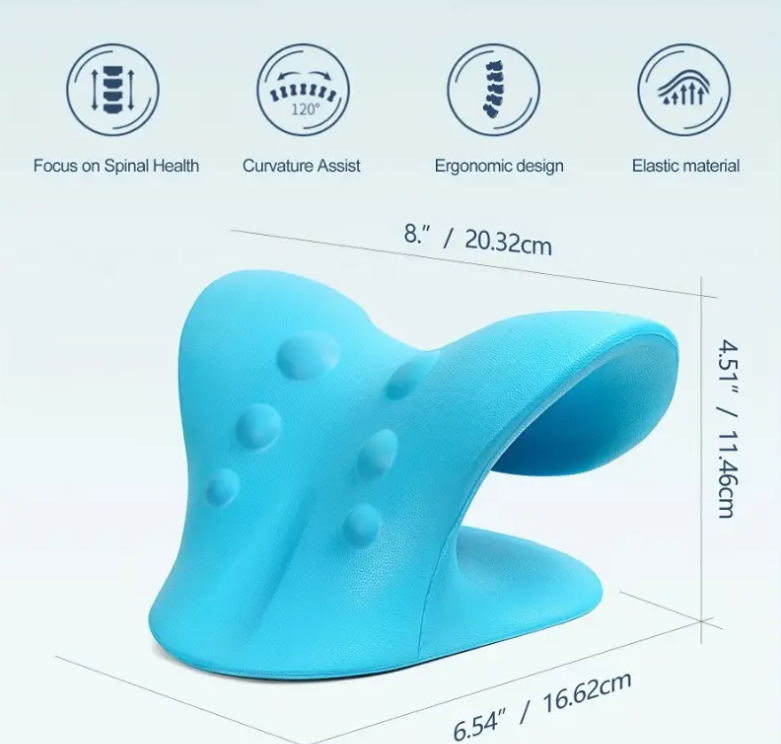 120°
Focus on Spinal Health
Curvature Assist
Ergonomic design
Elastic material
8.″ / 20.32cm
4.51″ / 11.46cm
6.54″ / 16.62cm